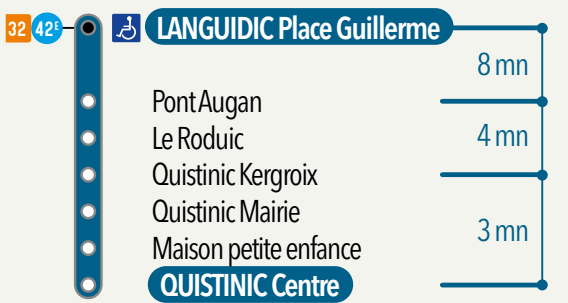 32 42E LANGUIDIC Place Guillerme
8 mn
Pont Augan
Le Roduic
4 mn
Quistinic Kergroix
Quistinic Mairie
3 mn
Maison petite enfance
QUISTINIC Centre